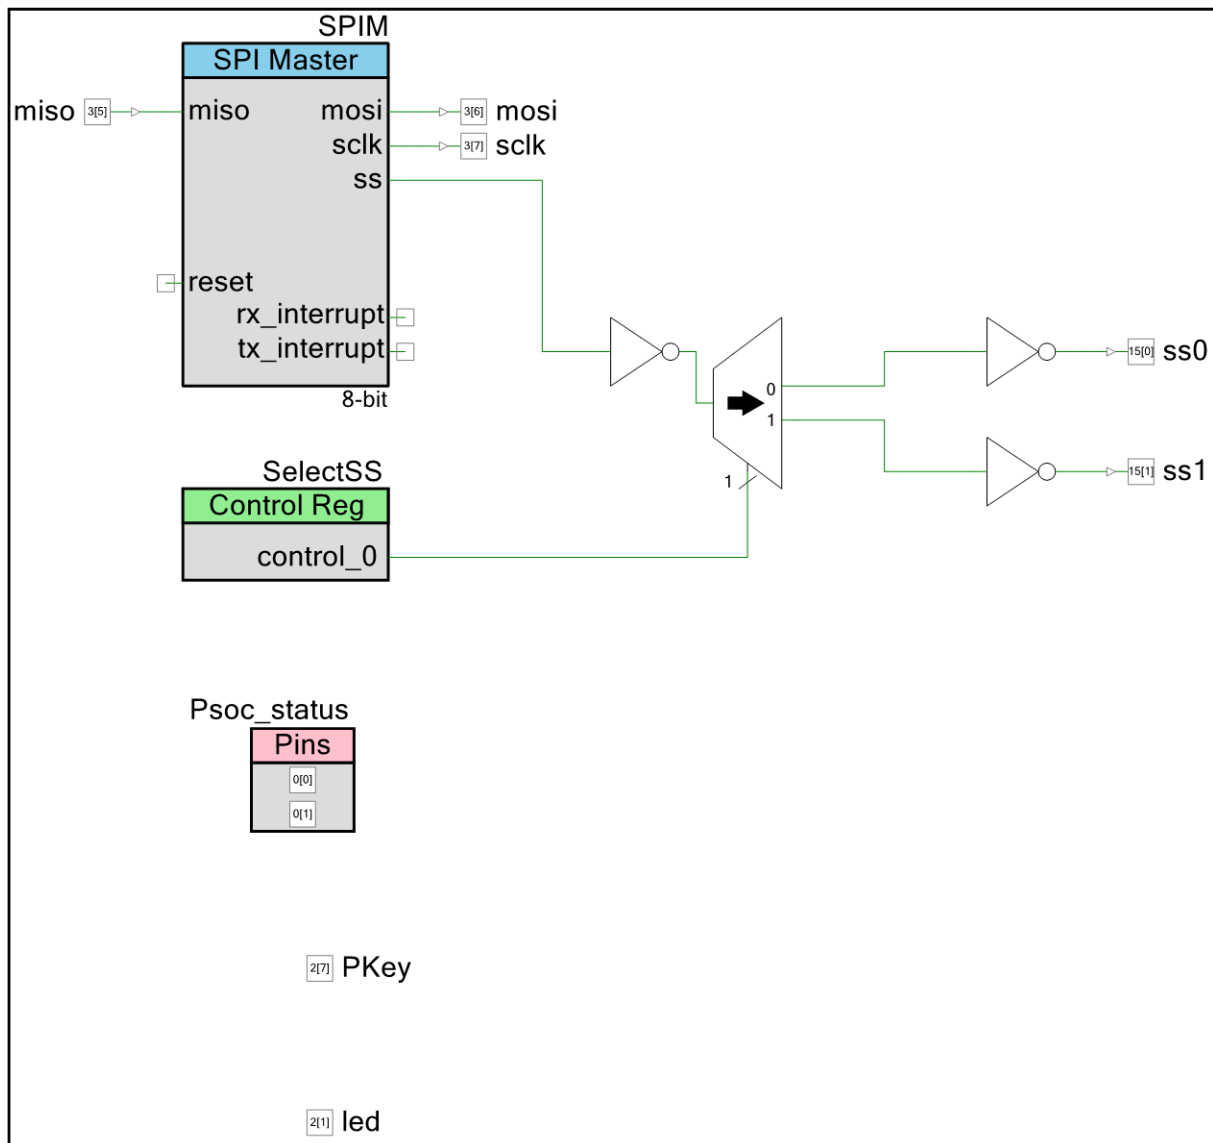 SPIM
SPI Master
miso 3[5] miso mosi 3[6] mosi
sclk 3[7] sclk
ss
reset
rx_interrupt
tx_interrupt
8-bit
0
1
1
15[0] ss0
15[1] ss1
SelectSS
Control Reg
control_0
Psoc_status
Pins
0[0]
0[1]
2[7] PKey
2[1] led